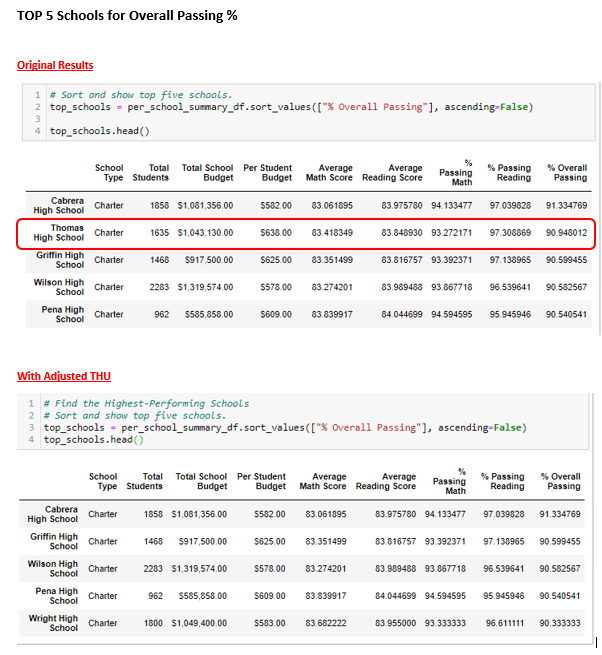 TOP 5 Schools for Overall Passing %
Original Results
1 # Sort and show top five schools.
2 top_schools = per_school_summary_df.sort_values(["% Overall Passing"], ascending=False)
3
4 top_schools.head()
School Type Total Students Total School Budget Per Student Budget Average Math Score Average Reading Score % Passing Math % Passing Reading % Overall Passing
Cabrera High School Charter 1858 $1,081,356.00 $582.00 83.061895 83.975780 94.133477 97.039828 91.334769
Thomas High School Charter 1635 $1,043,130.00 $638.00 83.418349 83.848930 93.272171 97.308869 90.948012
Griffin High School Charter 1468 $917,500.00 $625.00 83.351499 83.816757 93.392371 97.138965 90.599455
Wilson High School Charter 2283 $1,319,574.00 $578.00 83.274201 83.989488 93.867718 96.539641 90.582567
Pena High School Charter 962 $585,858.00 $609.00 83.839917 84.044699 94.594595 95.945946 90.540541
With Adjusted THU
1 # Find the Highest-Performing Schools
2 # Sort and show top five schools.
3 top_schools = per_school_summary_df.sort_values(["% Overall Passing"], ascending=False)
4 top_schools.head()
School Type Total Students Total School Budget Per Student Budget Average Math Score Average Reading Score % Passing Math % Passing Reading % Overall Passing
Cabrera High School Charter 1858 $1,081,356.00 $582.00 83.061895 83.975780 94.133477 97.039828 91.334769
Griffin High School Charter 1468 $917,500.00 $625.00 83.351499 83.816757 93.392371 97.138965 90.599455
Wilson High School Charter 2283 $1,319,574.00 $578.00 83.274201 83.989488 93.867718 96.539641 90.582567
Pena High School Charter 962 $585,858.00 $609.00 83.839917 84.044699 94.594595 95.945946 90.540541
Wright High School Charter 1800 $1,049,400.00 $583.00 83.682222 83.955000 93.333333 96.611111 90.333333